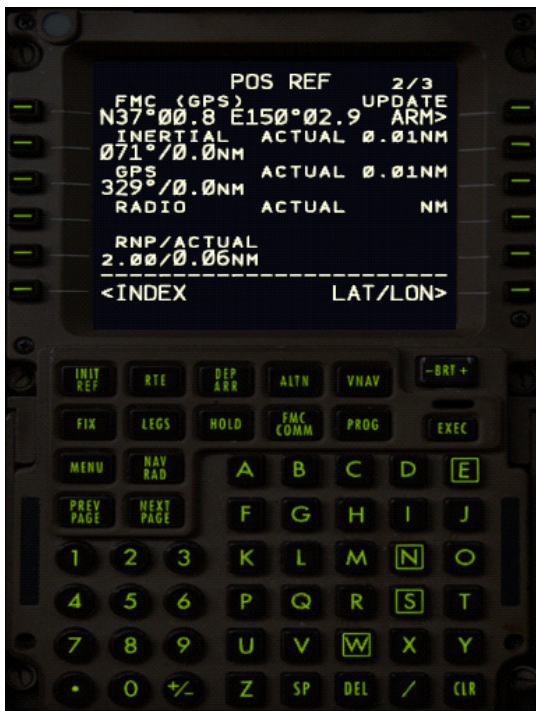 POS REF 2/3
FMC (GPS) UPDATE
N37°00.8 E150°02.9 ARM>
INERTIAL ACTUAL 0.01NM
071°/0.0NM
GPS ACTUAL 0.01NM
329°/0.0NM
RADIO ACTUAL NM
RNP/ACTUAL
2.00/0.06NM
--------------------
<INDEX LAT/LON>
INIT REF RTE DEP ARR ALTN VNAV -BRT+
FIX LEGS HOLD FMC COMM PROG EXEC
MENU NAV RAD A B C D E
PREV PAGE NEXT PAGE F G H I J
1 2 3 K L M N O
4 5 6 P Q R S T
7 8 9 U V W X Y
. 0 +/- Z SP DEL / CLR